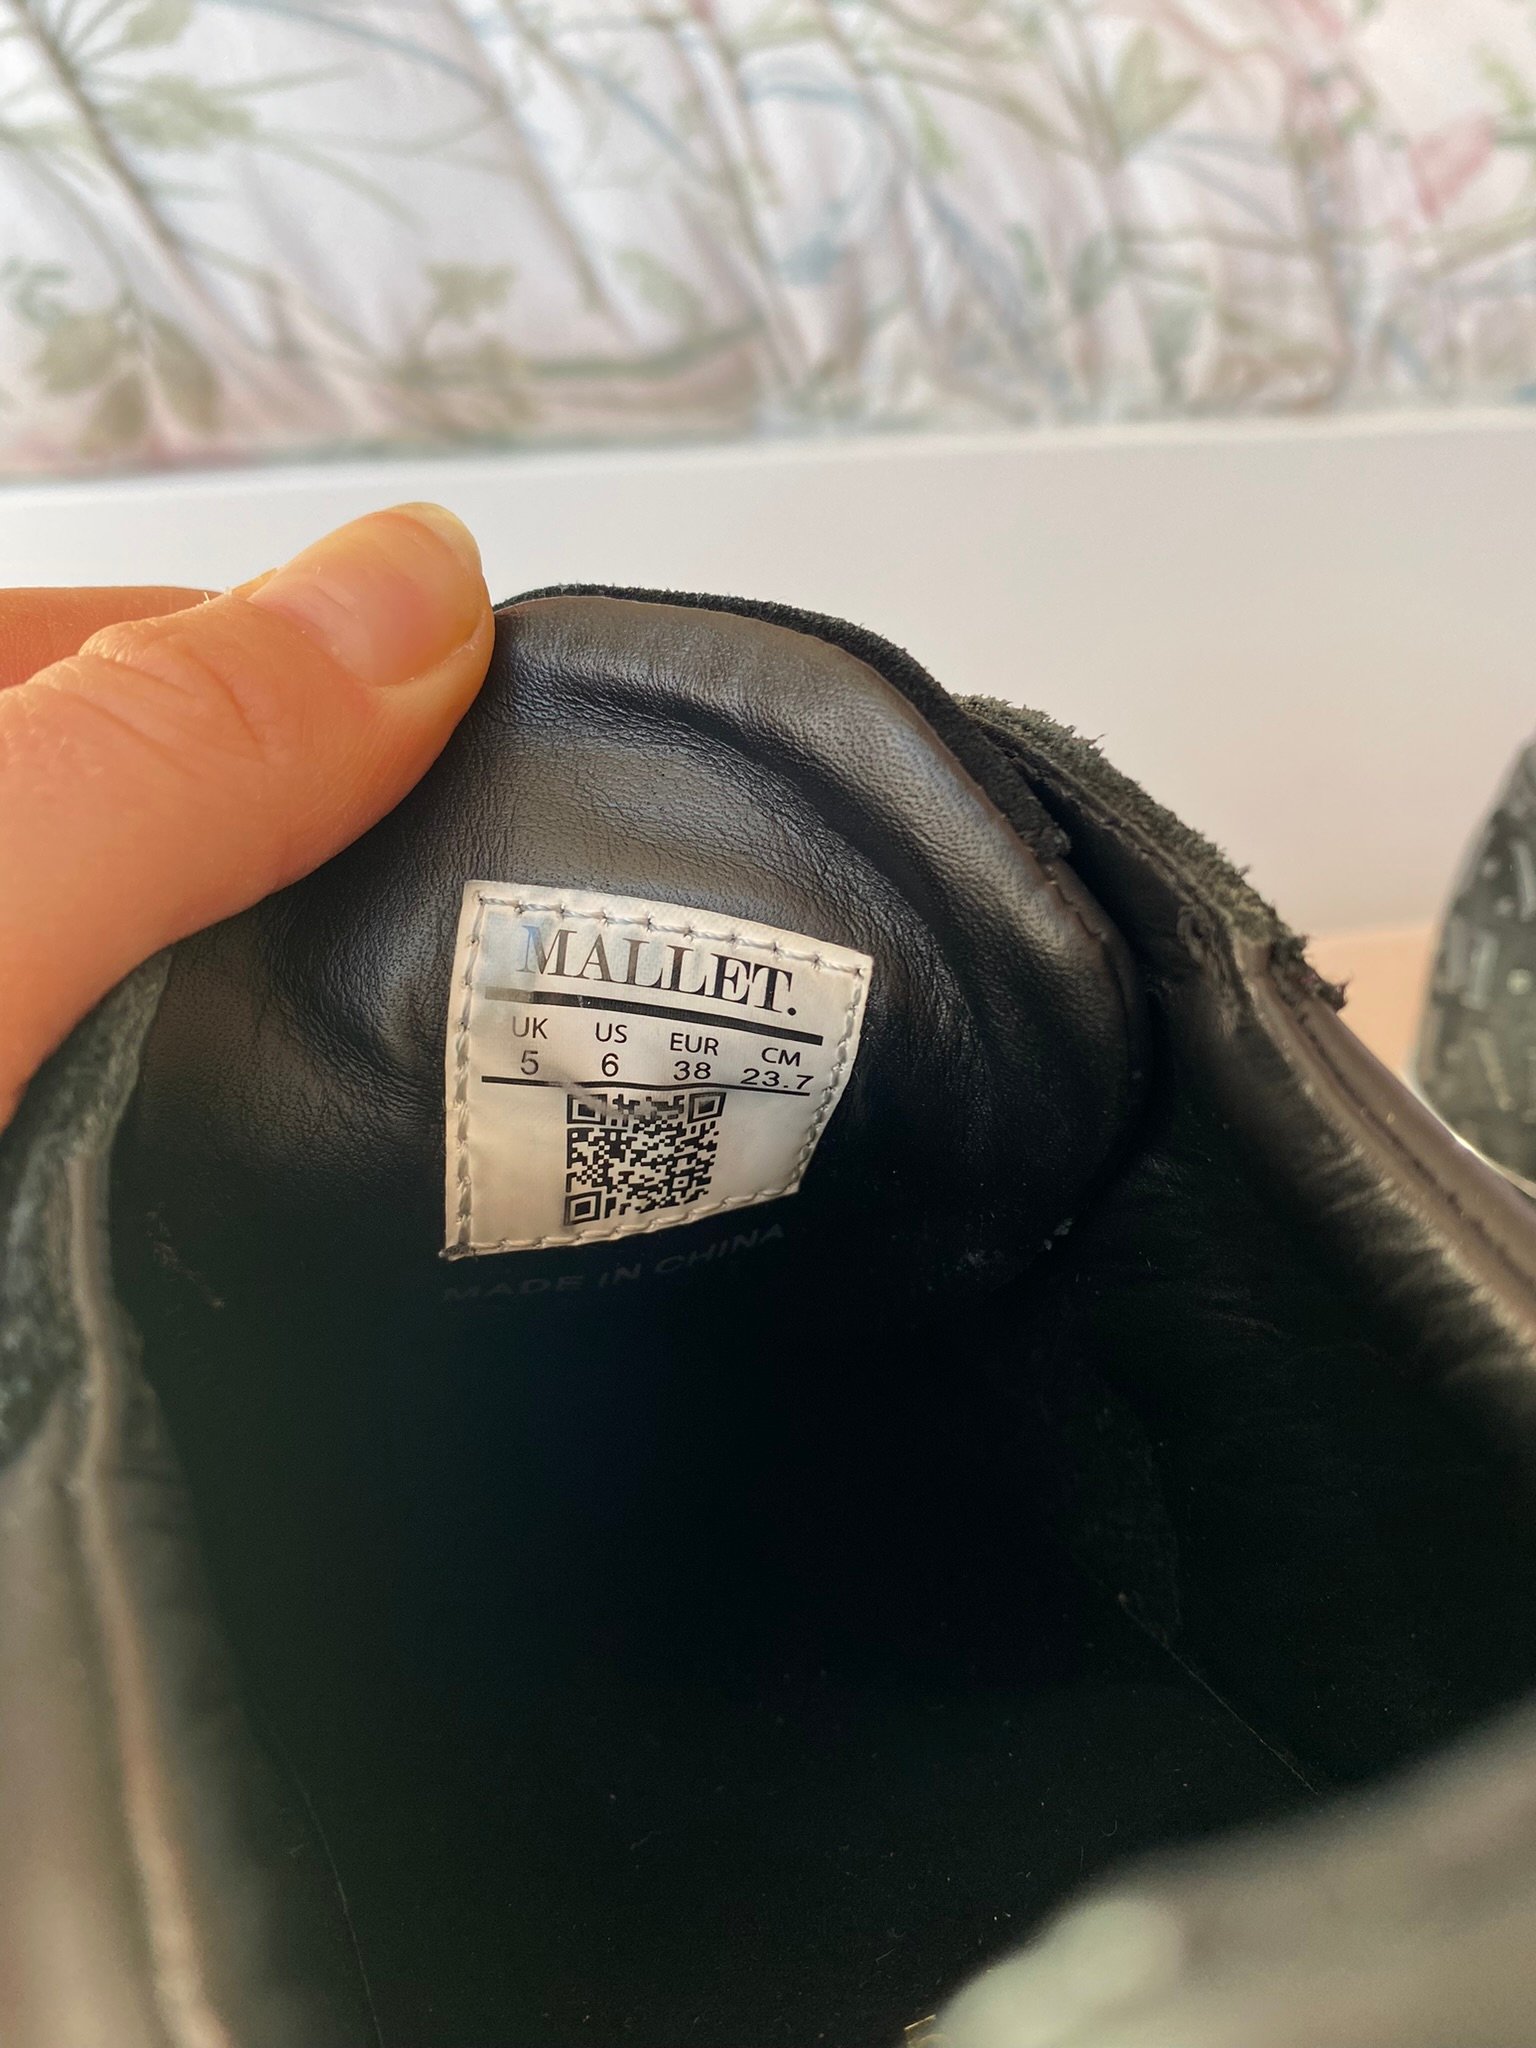 MALLET.
UK US EUR CM
5 6 38 23.7
MADE IN CHINA